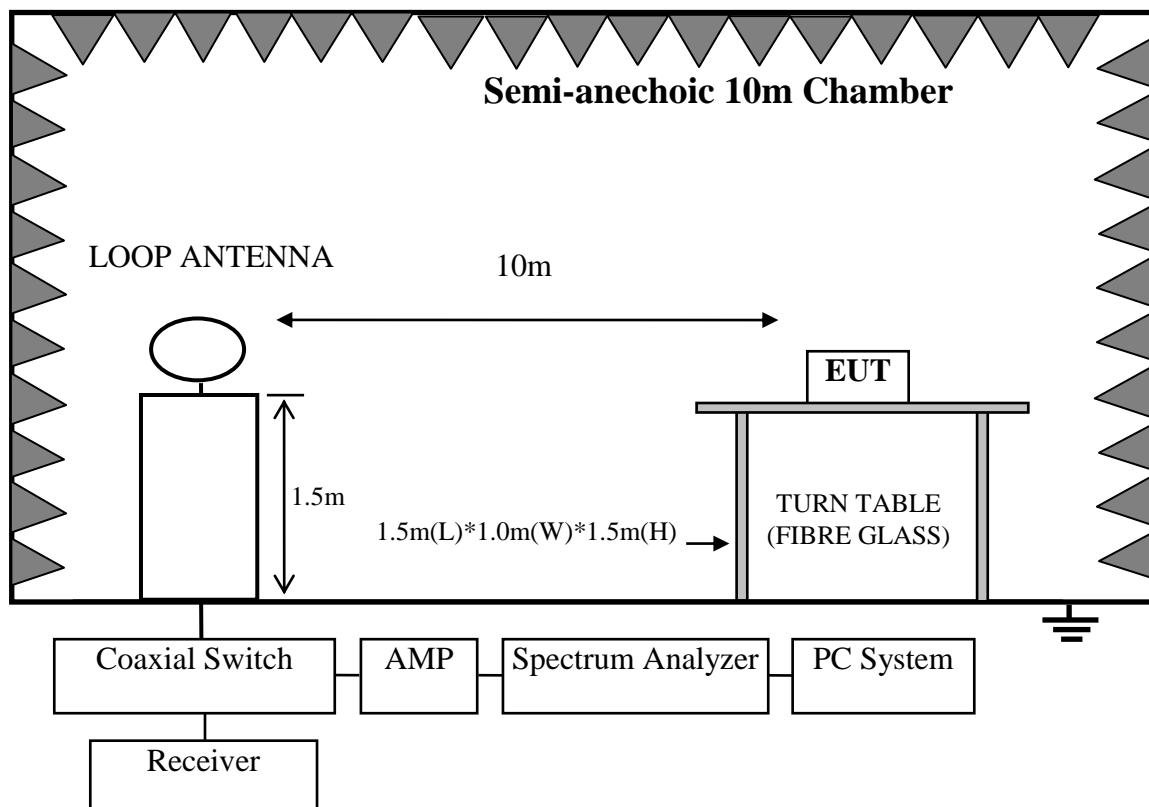 Semi-anechoic 10m Chamber
LOOP ANTENNA
10m
EUT
1.5m
1.5m(L)*1.0m(W)*1.5m(H)
TURN TABLE
(FIBRE GLASS)
Coaxial Switch
AMP
Spectrum Analyzer
PC System
Receiver